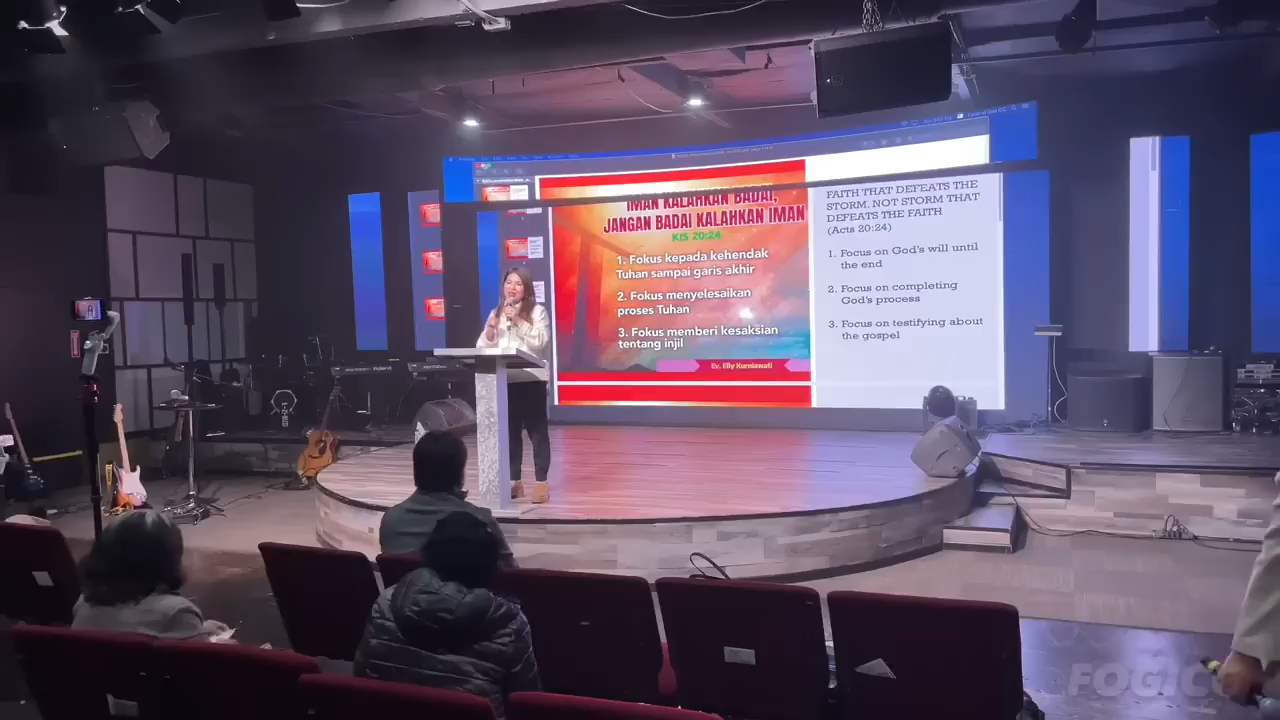 IMAN KALAHKAN BADAI,
JANGAN BADAI KALAHKAN IMAN
KIS 20:24
1. Fokus kepada kehendak
Tuhan sampai garis akhir
2. Fokus menyelesaikan
proses Tuhan
3. Fokus memberi kesaksian
tentang injil
Ev. Elly Kurniawati
FAITH THAT DEFEATS THE
STORM, NOT STORM THAT
DEFEATS THE FAITH
(Acts 20:24)
1. Focus on God's will until
the end
2. Focus on completing
God's process
3. Focus on testifying about
the gospel
Roland